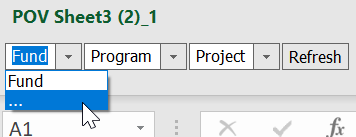 POV Sheet3 (2)_1
Fund Program Project Refresh
Fund
...
A1 fx